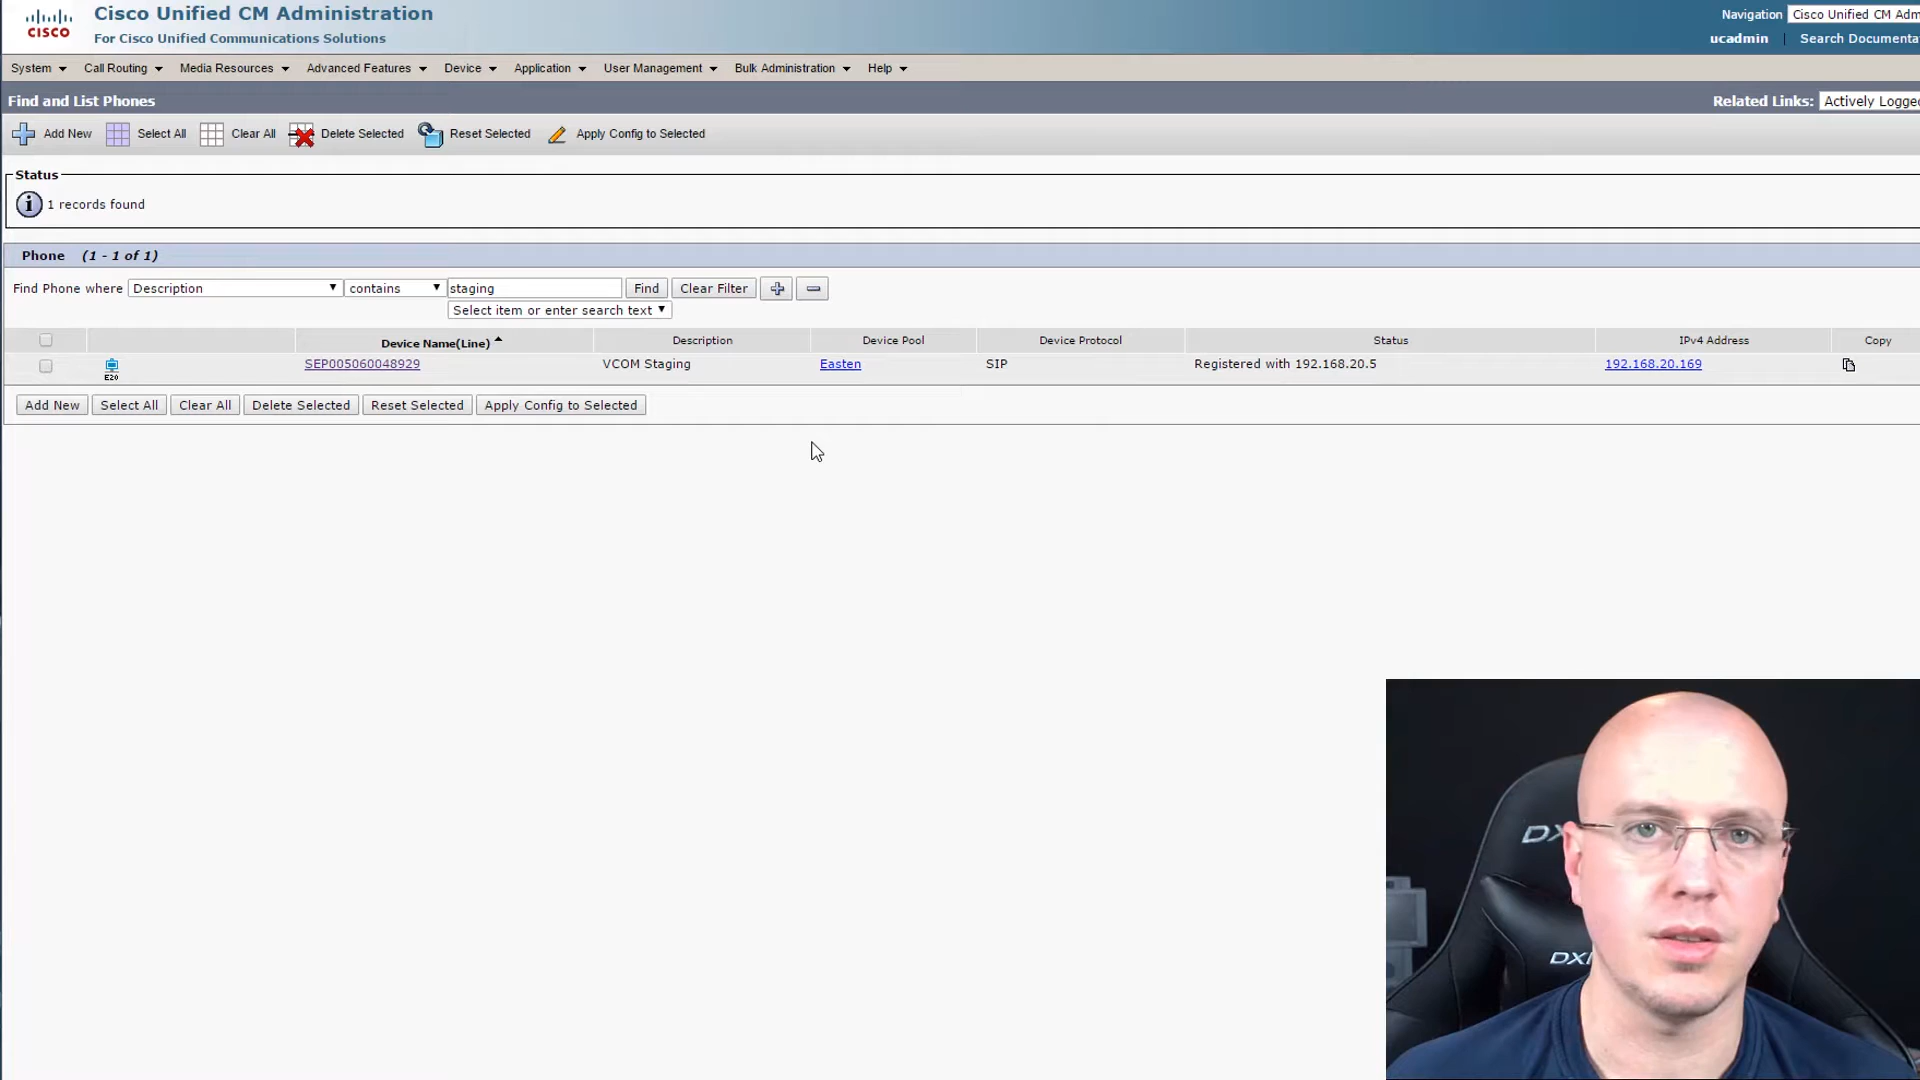 CISCO
Cisco Unified CM Administration
For Cisco Unified Communications Solutions
Navigation Cisco Unified CM Adm
ucadmin | Search Documenta
System Call Routing Media Resources Advanced Features Device Application User Management Bulk Administration Help
Find and List Phones
Related Links: Actively Logge
Add New Select All Clear All Delete Selected Reset Selected Apply Config to Selected
Status
1 records found
Phone (1 - 1 of 1)
Find Phone where Description contains staging Find Clear Filter
Select item or enter search text
Device Name(Line) Description Device Pool Device Protocol Status IPv4 Address Copy
E20 SEP005060048929 VCOM Staging Easten SIP Registered with 192.168.20.5 192.168.20.169
Add New Select All Clear All Delete Selected Reset Selected Apply Config to Selected